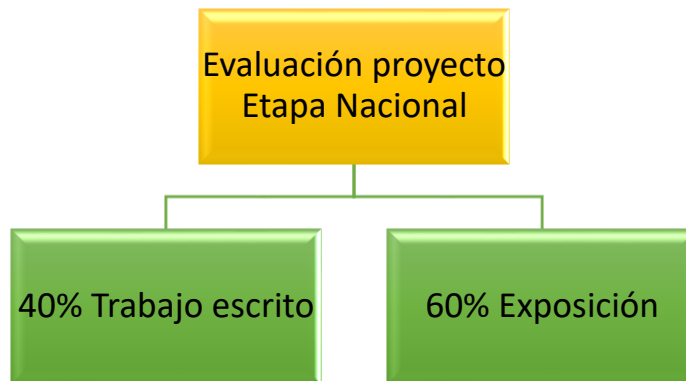 Evaluación proyecto
Etapa Nacional
40% Trabajo escrito
60% Exposición